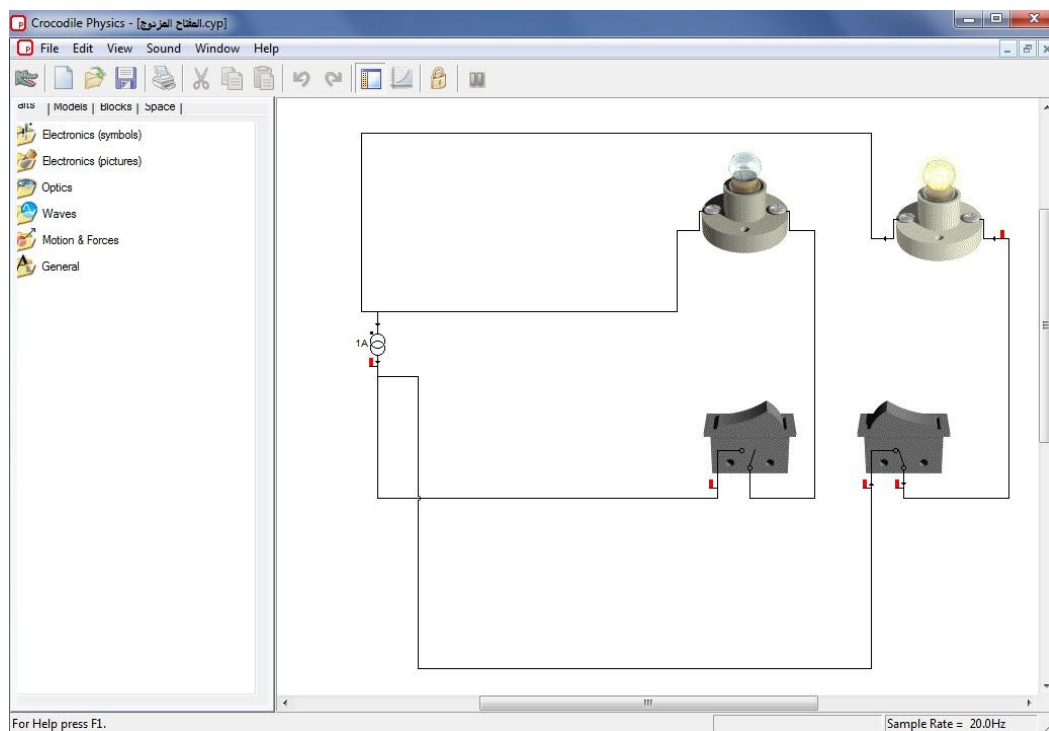 Crocodile Physics - [المفتاح المزدوج.cyp]
File Edit View Sound Window Help
| Models | Blocks | Space |
Electronics (symbols)
Electronics (pictures)
Optics
Waves
Motion & Forces
General
1A
For Help press F1.
Sample Rate = 20.0Hz